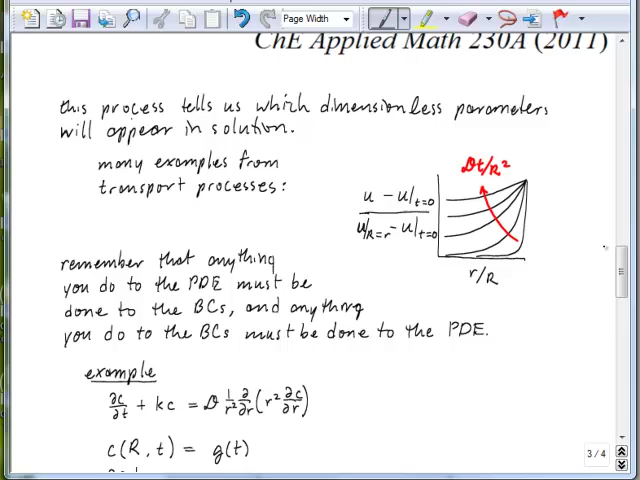 Page Width
ChE Applied Math 230A (2011)
this process tells us which dimensionless parameters
will appear in solution.
many examples from
transport processes:
𝒟t/R²
u - u|t=0
u|R=r - u|t=0
r/R
remember that anything
you do to the PDE must be
done to the BCs, and anything
you do to the BCs must be done to the PDE.
example
∂c/∂t + kc = 𝒟 1/r² ∂/∂r (r² ∂c/∂r)
c(R, t) = g(t)
3/4